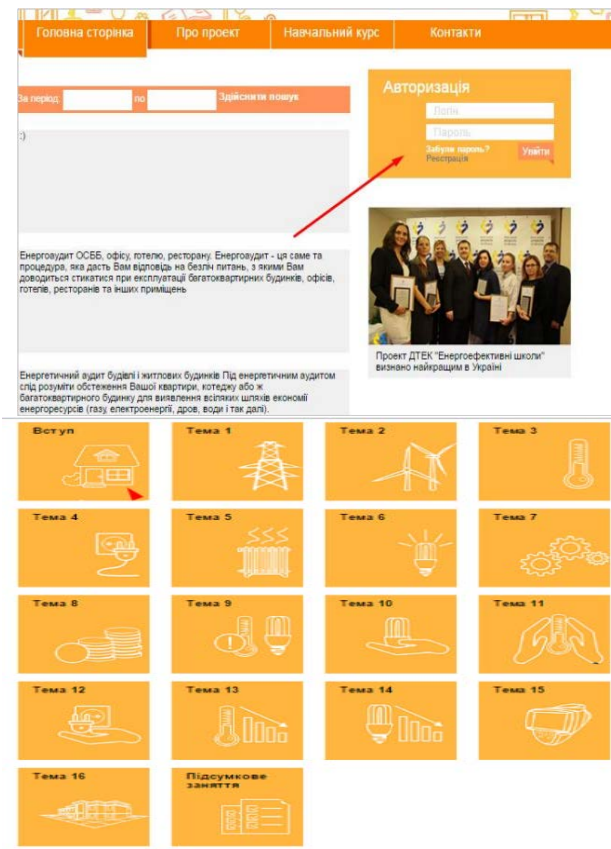 Головна сторінка Про проект Навчальний курс Контакти
За період: по Здійснити пошук
Авторизація
Логін
Пароль
Забули пароль?
Реєстрація
Увійти
:)
Енергоаудит ОСББ, офісу, готелю, ресторану. Енергоаудит - ця саме та
процедура, яка дасть Вам відповідь на безліч питань, з якими Вам
доводиться стикатися при експлуатації багатоквартирних будинків, офісів,
готелів, ресторанів та інших приміщень
Проект ДТЕК "Енергоефективні школи"
визнано найкращим в Україні
Енергетичний аудит будівлі і житлових будинків Під енергетичним аудитом
слід розуміти обстеження Вашої квартири, котеджу або ж
багатоквартирного будинку для виявлення всіляких шляхів економії
енергоресурсів (газу, електроенергії, дров, води і так далі).
Вступ Тема 1 Тема 2 Тема 3
Тема 4 Тема 5 Тема 6 Тема 7
Тема 8 Тема 9 Тема 10 Тема 11
Тема 12 Тема 13 Тема 14 Тема 15
Тема 16 Підсумкове
заняття